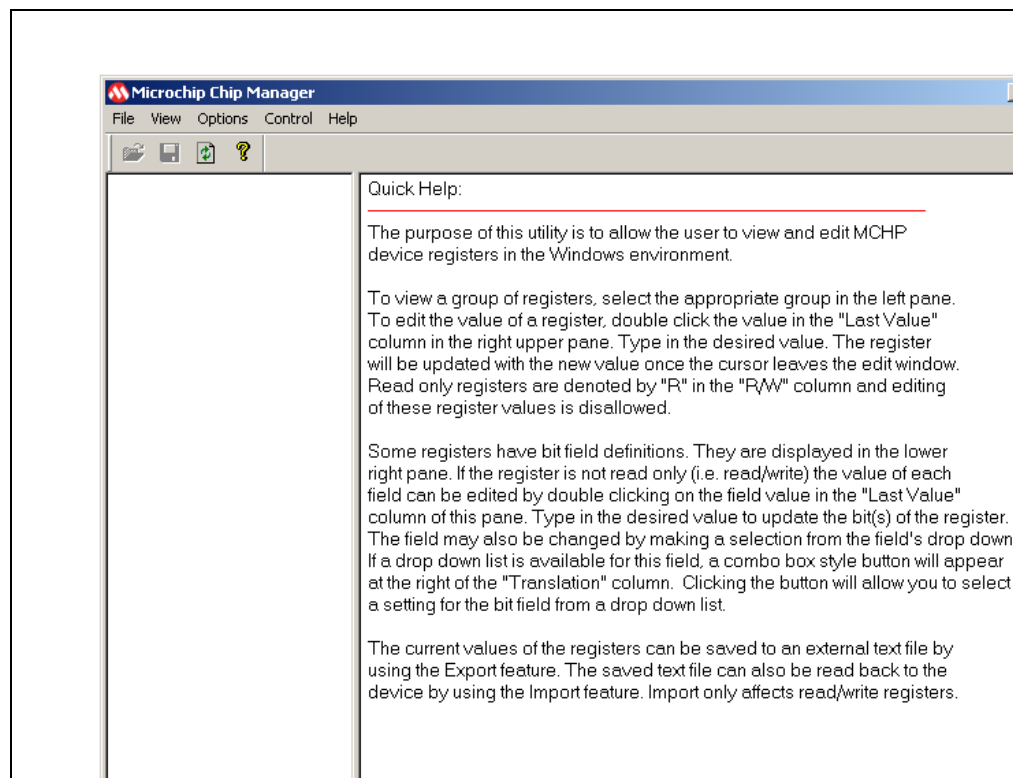 Microchip Chip Manager
File View Options Control Help
Quick Help:
The purpose of this utility is to allow the user to view and edit MCHP
device registers in the Windows environment.
To view a group of registers, select the appropriate group in the left pane.
To edit the value of a register, double click the value in the "Last Value"
column in the right upper pane. Type in the desired value. The register
will be updated with the new value once the cursor leaves the edit window.
Read only registers are denoted by "R" in the "R/W" column and editing
of these register values is disallowed.
Some registers have bit field definitions. They are displayed in the lower
right pane. If the register is not read only (i.e. read/write) the value of each
field can be edited by double clicking on the field value in the "Last Value"
column of this pane. Type in the desired value to update the bit(s) of the register.
The field may also be changed by making a selection from the field's drop down
If a drop down list is available for this field, a combo box style button will appear
at the right of the "Translation" column.  Clicking the button will allow you to select
a setting for the bit field from a drop down list.
The current values of the registers can be saved to an external text file by
using the Export feature. The saved text file can also be read back to the
device by using the Import feature. Import only affects read/write registers.